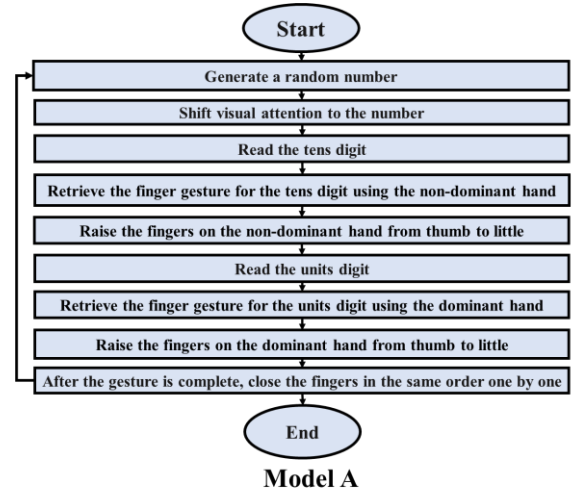 Start
Generate a random number
Shift visual attention to the number
Read the tens digit
Retrieve the finger gesture for the tens digit using the non-dominant hand
Raise the fingers on the non-dominant hand from thumb to little
Read the units digit
Retrieve the finger gesture for the units digit using the dominant hand
Raise the fingers on the dominant hand from thumb to little
After the gesture is complete, close the fingers in the same order one by one
End
Model A